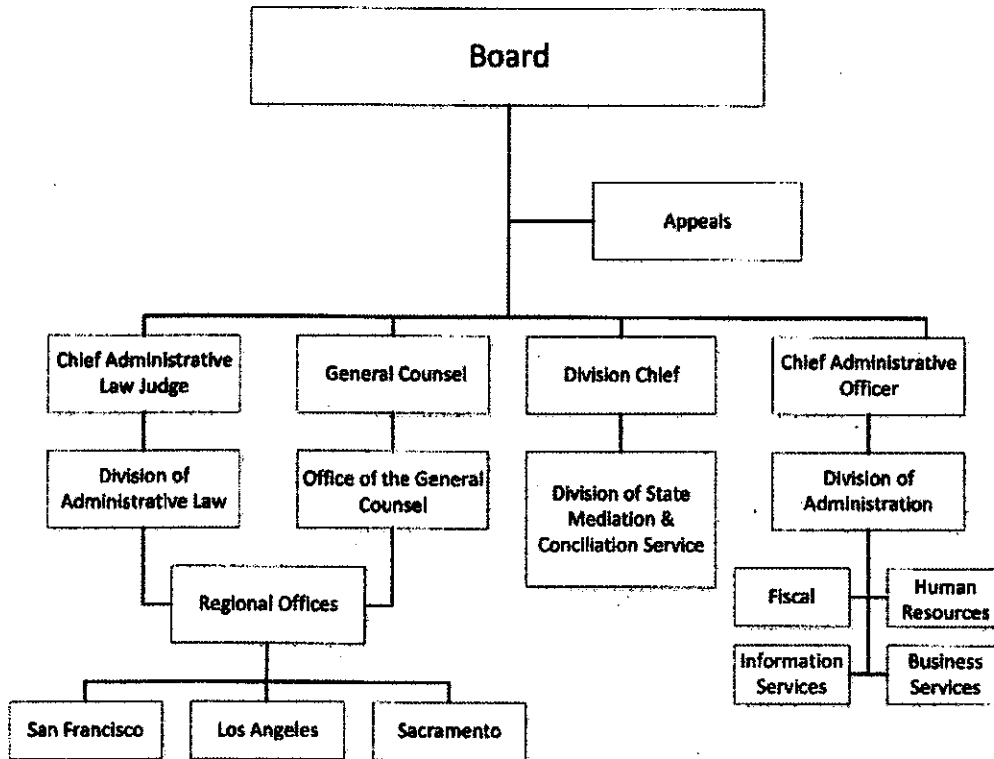 Board
Appeals
Chief Administrative
Law Judge
General Counsel
Division Chief
Chief Administrative
Officer
Division of
Administrative Law
Office of the General
Counsel
Division of State
Mediation &
Conciliation Service
Division of
Administration
Regional Offices
Fiscal
Human
Resources
Information
Services
Business
Services
San Francisco
Los Angeles
Sacramento